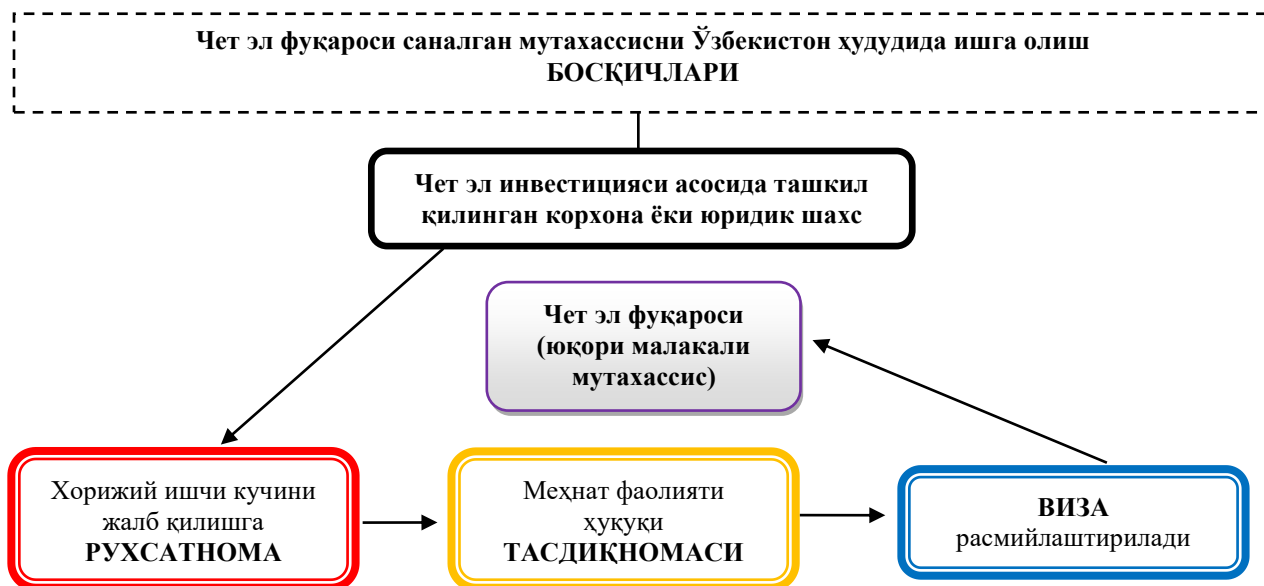 Чет эл фуқароси саналган мутахассисни Ўзбекистон ҳудудида ишга олиш
БОСҚИЧЛАРИ
Чет эл инвестицияси асосида ташкил
қилинган корхона ёки юридик шахс
Чет эл фуқароси
(юқори малакали
мутахассис)
Хорижий ишчи кучини
жалб қилишга
РУХСАТНОМА
Меҳнат фаолияти
ҳуқуқи
ТАСДИҚНОМАСИ
ВИЗА
расмийлаштирилади